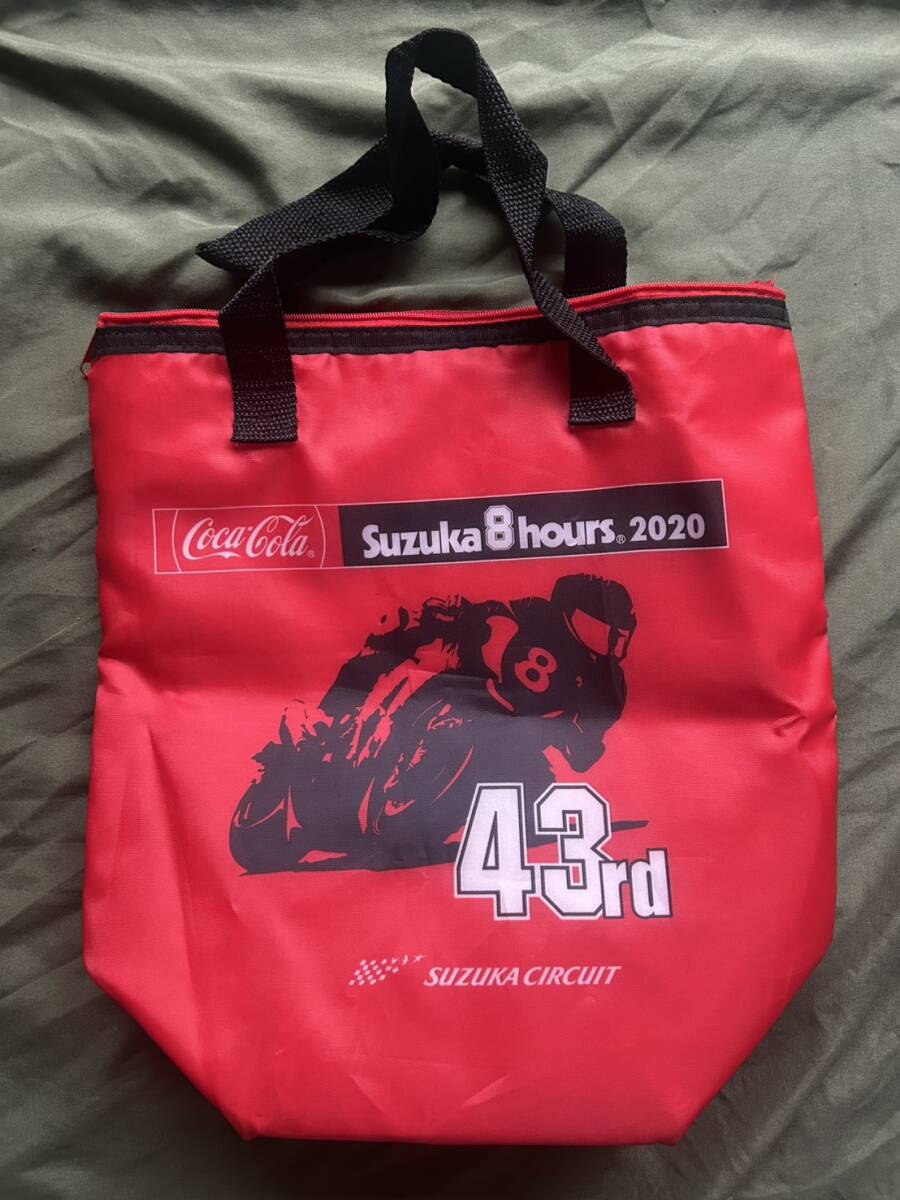 Coca-Cola® Suzuka 8 hours® 2020
8
43rd
SUZUKA CIRCUIT